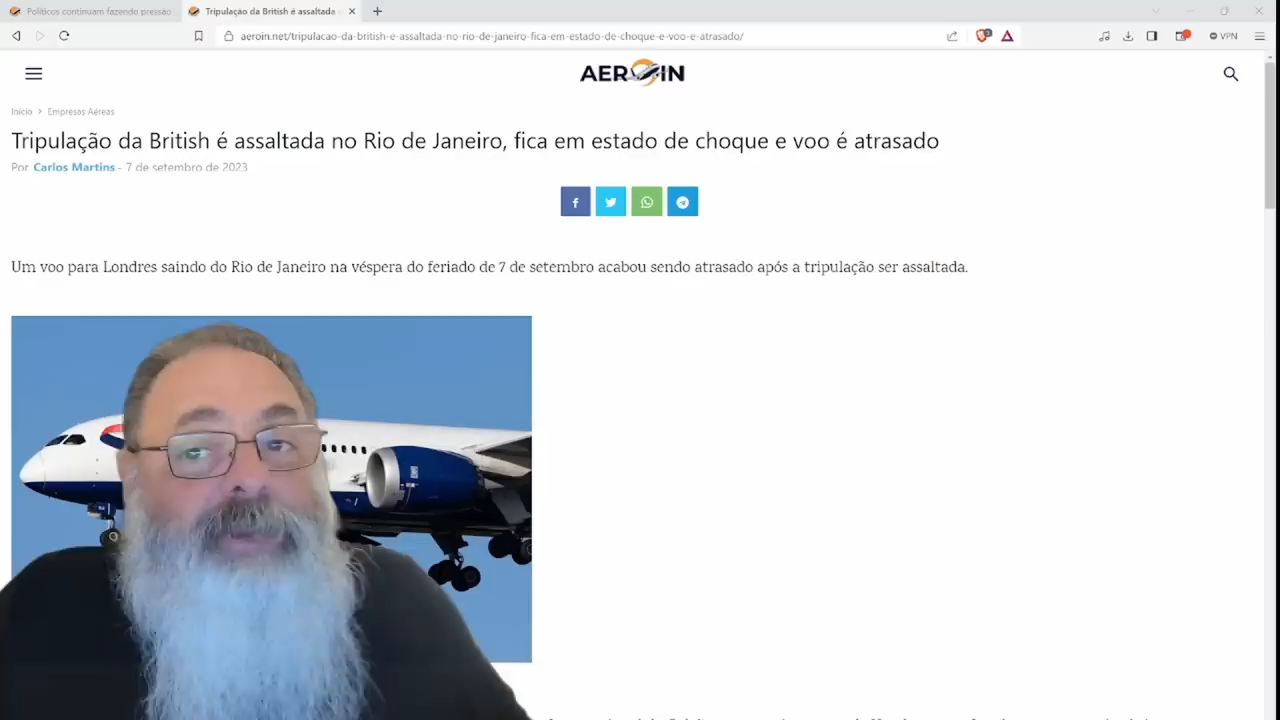 Políticos continuam fazendo pressão
Tripulação da British é assaltada
aeroin.net/tripulacao-da-british-e-assaltada-no-rio-de-janeiro-fica-em-estado-de-choque-e-voo-e-atrasado/
VPN
AEROIN
Início > Empresas Aéreas
Tripulação da British é assaltada no Rio de Janeiro, fica em estado de choque e voo é atrasado
Por Carlos Martins - 7 de setembro de 2023
Um voo para Londres saindo do Rio de Janeiro na véspera do feriado de 7 de setembro acabou sendo atrasado após a tripulação ser assaltada.